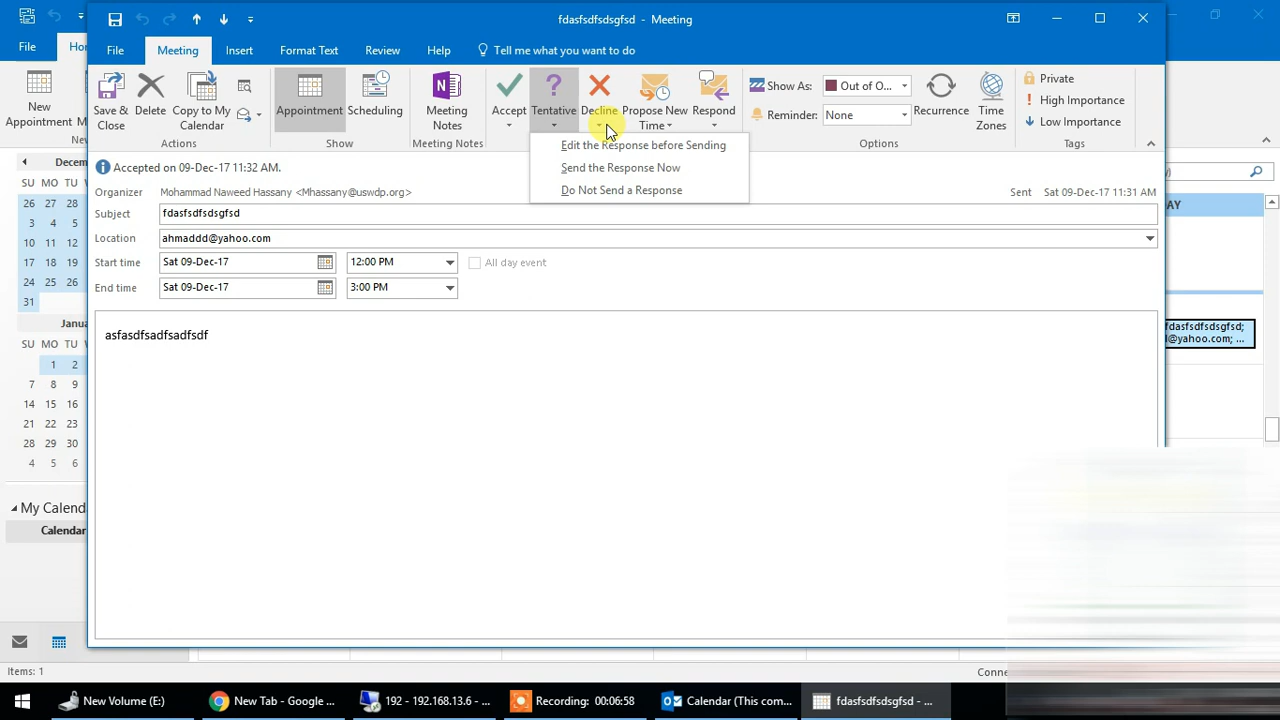 fdasfsdfsdsgfsd - Meeting
File
Meeting
Insert
Format Text
Review
Help
Tell me what you want to do
File
New
Appointment
Save &
Close
Delete
Copy to My
Calendar
Actions
Appointment
Scheduling
Show
Meeting
Notes
Meeting Notes
Accept
Tentative
Decline
Propose New
Time
Respond
Show As:
Out of O...
Reminder:
None
Recurrence
Time
Zones
Options
Private
High Importance
Low Importance
Tags
Edit the Response before Sending
Send the Response Now
Do Not Send a Response
Accepted on 09-Dec-17 11:32 AM.
Organizer Mohammad Naweed Hassany <Mhassany@uswdp.org>
Sent Sat 09-Dec-17 11:31 AM
Subject fdasfsdfsdsgfsd
Location ahmaddd@yahoo.com
Start time Sat 09-Dec-17 12:00 PM All day event
End time Sat 09-Dec-17 3:00 PM
asfasdfsadfsadfsdf
Decem
SU MO TU
26 27 28
3 4 5
10 11 12
17 18 19
24 25 26
31
Janua
SU MO TU
1 2
7 8 9
14 15 16
21 22 23
28 29 30
4 5 6
My Calend
Calendar
AY
fdasfsdfsdsgfsd;
d@yahoo.com; ...
Items: 1
Conne
New Volume (E:)
New Tab - Google ...
192 - 192.168.13.6 - ...
Recording: 00:06:58
Calendar (This com...
fdasfsdfsdsgfsd - ...